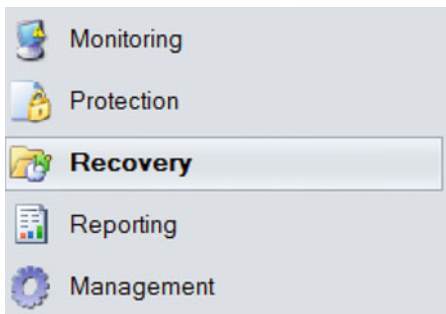 Monitoring
Protection
Recovery
Reporting
Management